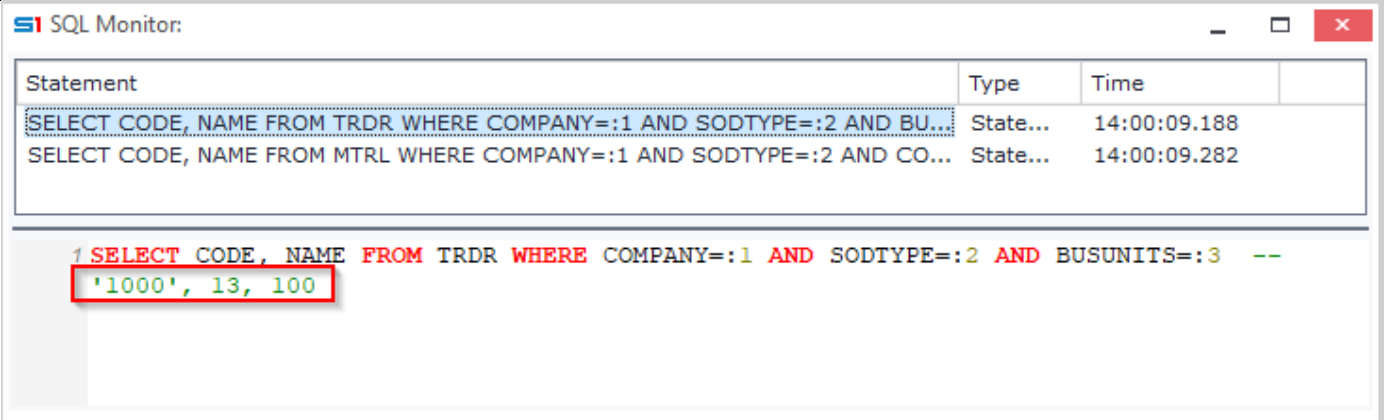 S1 SQL Monitor:
Statement Type Time
SELECT CODE, NAME FROM TRDR WHERE COMPANY=:1 AND SODTYPE=:2 AND BU... State... 14:00:09.188
SELECT CODE, NAME FROM MTRL WHERE COMPANY=:1 AND SODTYPE=:2 AND CO... State... 14:00:09.282
1 SELECT CODE, NAME FROM TRDR WHERE COMPANY=:1 AND SODTYPE=:2 AND BUSUNITS=:3 --
'1000', 13, 100